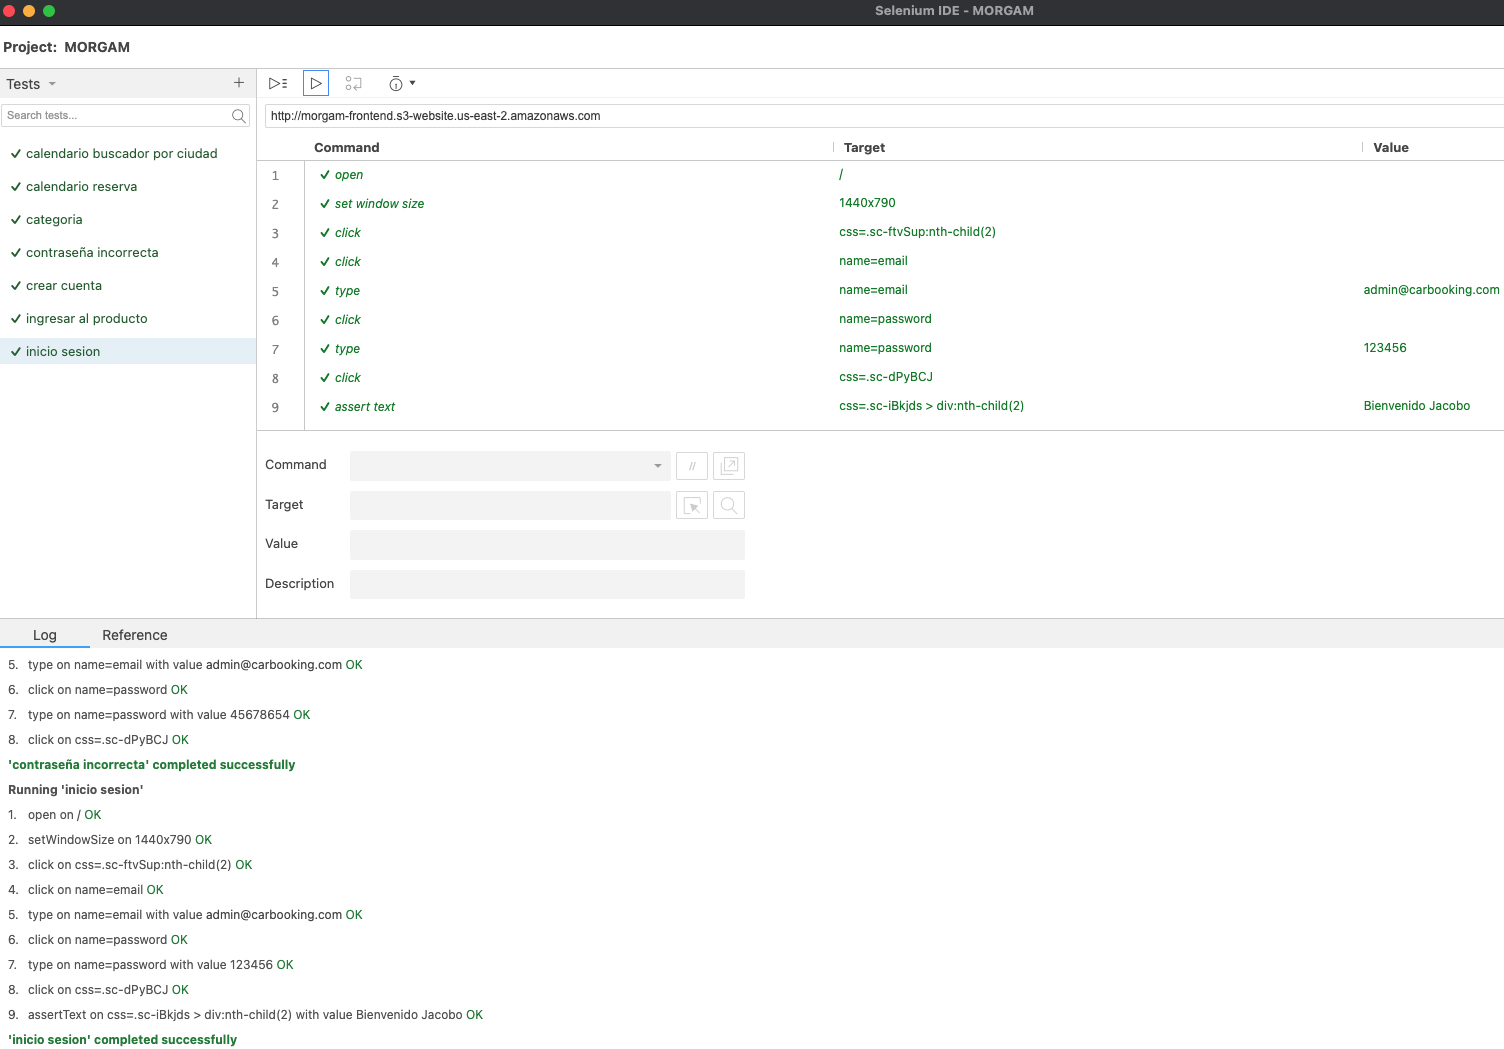 Selenium IDE - MORGAM
Project: MORGAM
Tests
Search tests...
calendario buscador por ciudad
calendario reserva
categoria
contraseña incorrecta
crear cuenta
ingresar al producto
inicio sesion
http://morgam-frontend.s3-website.us-east-2.amazonaws.com
Command Target Value
1 open /
2 set window size 1440x790
3 click css=.sc-ftvSup:nth-child(2)
4 click name=email
5 type name=email admin@carbooking.com
6 click name=password
7 type name=password 123456
8 click css=.sc-dPyBCJ
9 assert text css=.sc-iBkjds > div:nth-child(2) Bienvenido Jacobo
Command //
Target
Value
Description
Log Reference
5. type on name=email with value admin@carbooking.com OK
6. click on name=password OK
7. type on name=password with value 45678654 OK
8. click on css=.sc-dPyBCJ OK
'contraseña incorrecta' completed successfully
Running 'inicio sesion'
1. open on / OK
2. setWindowSize on 1440x790 OK
3. click on css=.sc-ftvSup:nth-child(2) OK
4. click on name=email OK
5. type on name=email with value admin@carbooking.com OK
6. click on name=password OK
7. type on name=password with value 123456 OK
8. click on css=.sc-dPyBCJ OK
9. assertText on css=.sc-iBkjds > div:nth-child(2) with value Bienvenido Jacobo OK
'inicio sesion' completed successfully